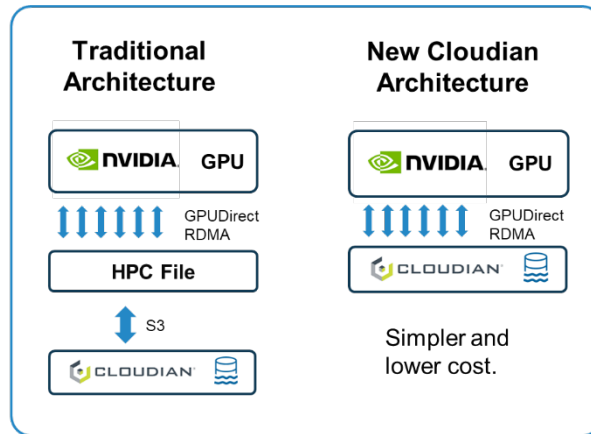 Traditional
Architecture
NVIDIA. GPU
GPUDirect
RDMA
HPC File
S3
CLOUDIAN
New Cloudian
Architecture
NVIDIA. GPU
GPUDirect
RDMA
CLOUDIAN
Simpler and
lower cost.